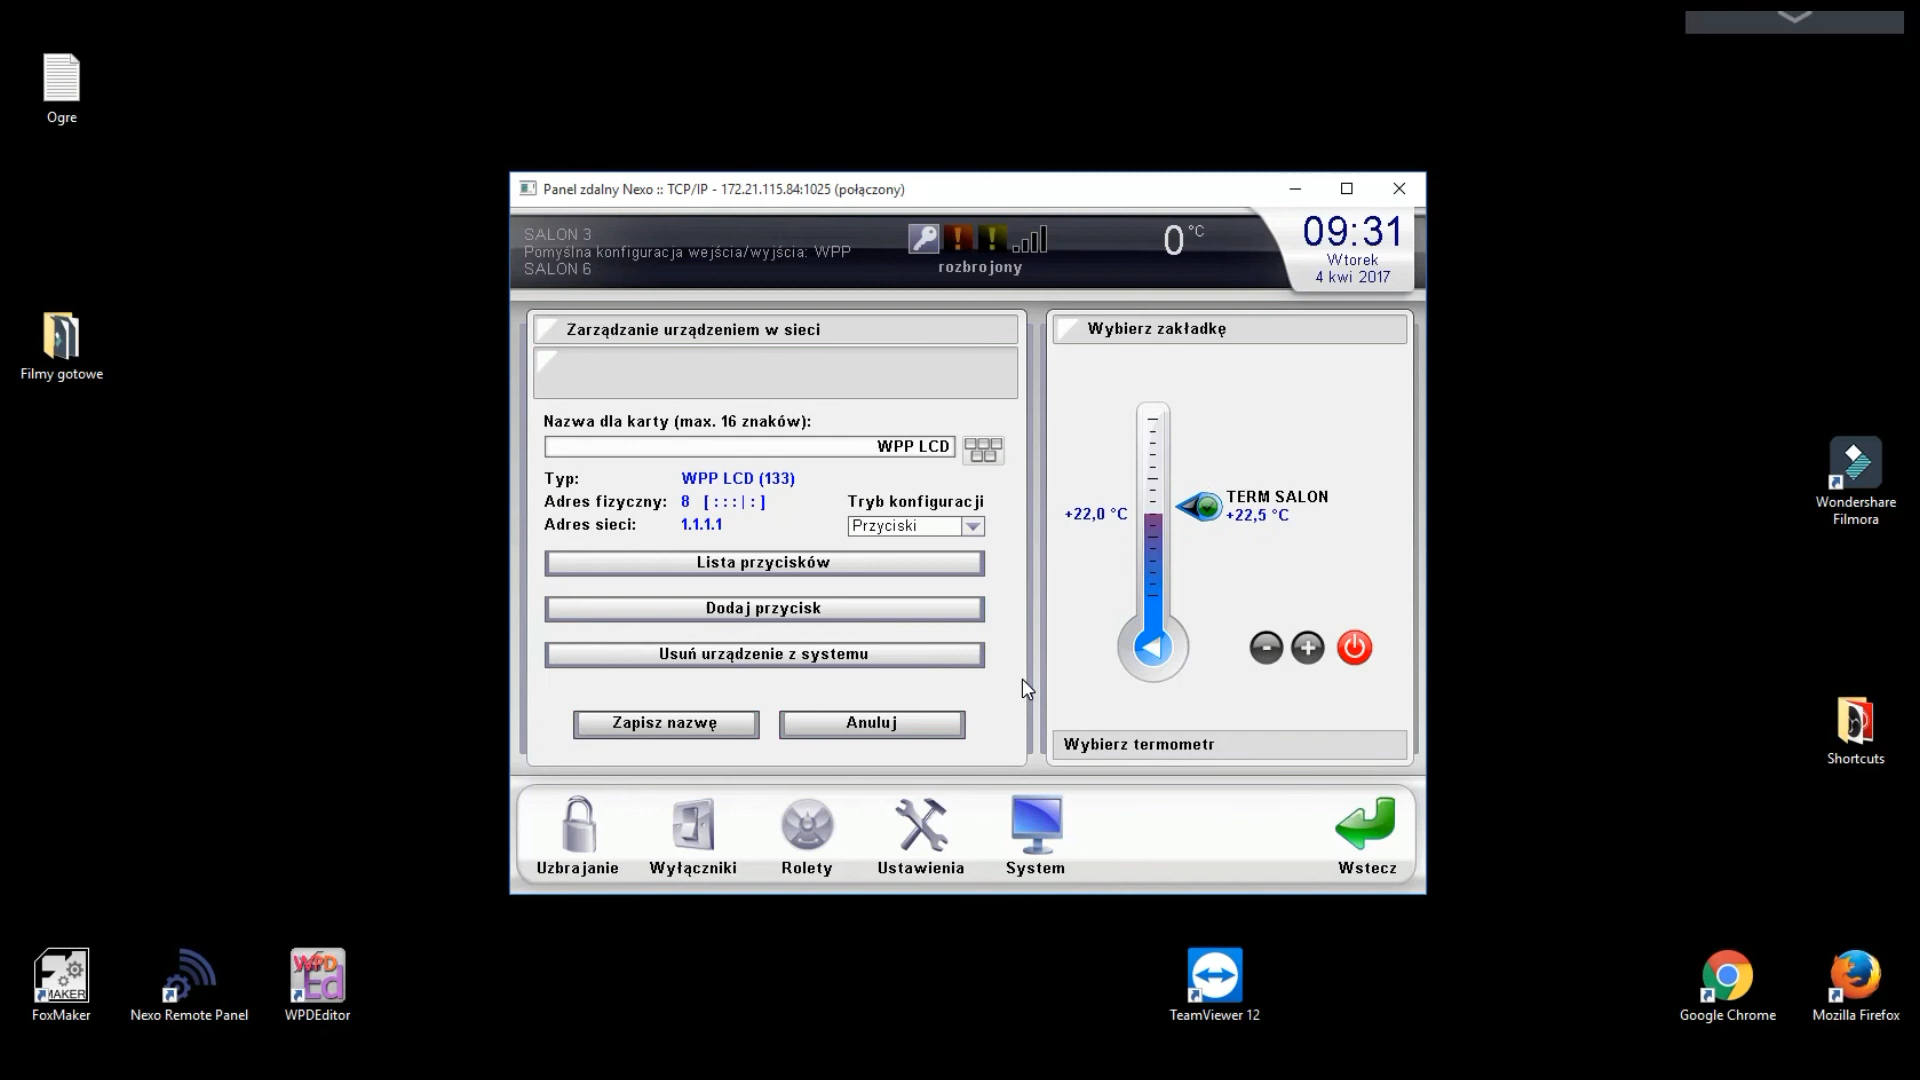 Ogre
Filmy gotowe
Panel zdalny Nexo :: TCP/IP - 172.21.115.84:1025 (połączony)
SALON 3
Pomyślna konfiguracja wejścia/wyjścia: WPP
SALON 6
rozbrojony
0 °C
09:31
Wtorek
4 kwi 2017
Zarządzanie urządzeniem w sieci
Nazwa dla karty (max. 16 znaków):
WPP LCD
Typ: WPP LCD (133)
Adres fizyczny: 8 [:::|:]
Adres sieci: 1.1.1.1
Tryb konfiguracji
Przyciski
Lista przycisków
Dodaj przycisk
Usuń urządzenie z systemu
Zapisz nazwę
Anuluj
Wybierz zakładkę
+22,0 °C
TERM SALON
+22,5 °C
Wybierz termometr
Uzbrajanie
Wyłączniki
Rolety
Ustawienia
System
Wstecz
Wondershare
Filmora
Shortcuts
MAKER
FoxMaker
Nexo Remote Panel
WPD
Ed
WPDEditor
TeamViewer 12
Google Chrome
Mozilla Firefox